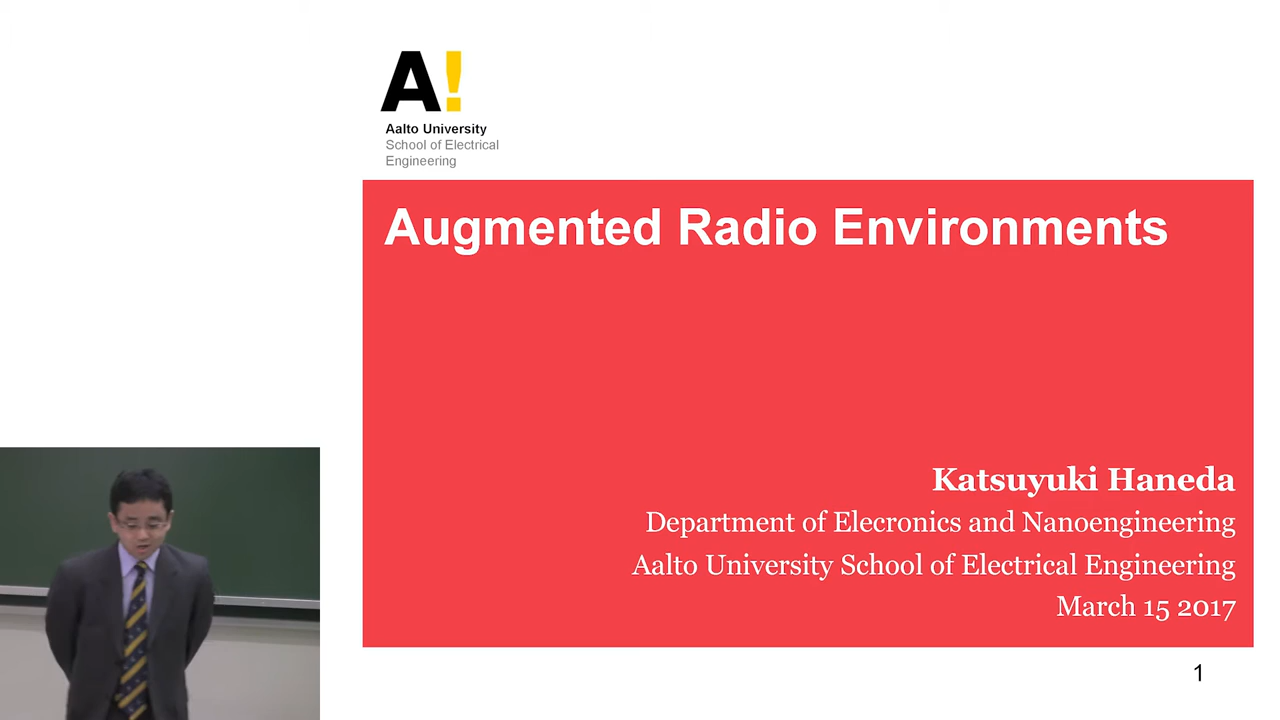 A!
Aalto University
School of Electrical
Engineering
Augmented Radio Environments
Katsuyuki Haneda
Department of Elecronics and Nanoengineering
Aalto University School of Electrical Engineering
March 15 2017
1